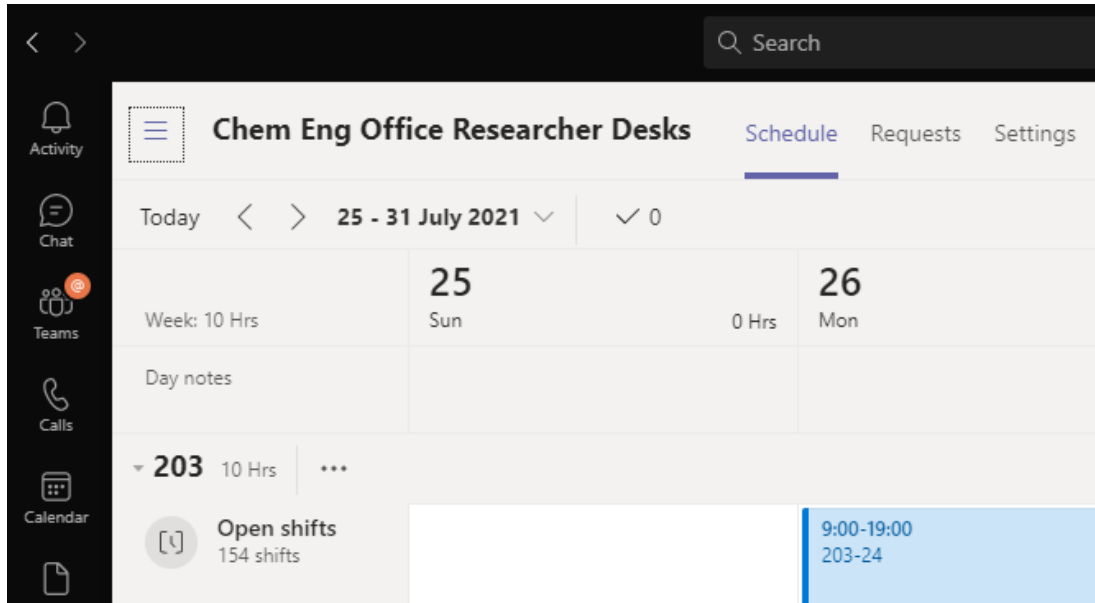 Search
Activity
Chem Eng Office Researcher Desks
Schedule
Requests
Settings
Chat
Today
25 - 31 July 2021
0
@
Teams
Week: 10 Hrs
25
Sun
0 Hrs
26
Mon
Day notes
Calls
203
10 Hrs
...
Calendar
Open shifts
154 shifts
9:00-19:00
203-24